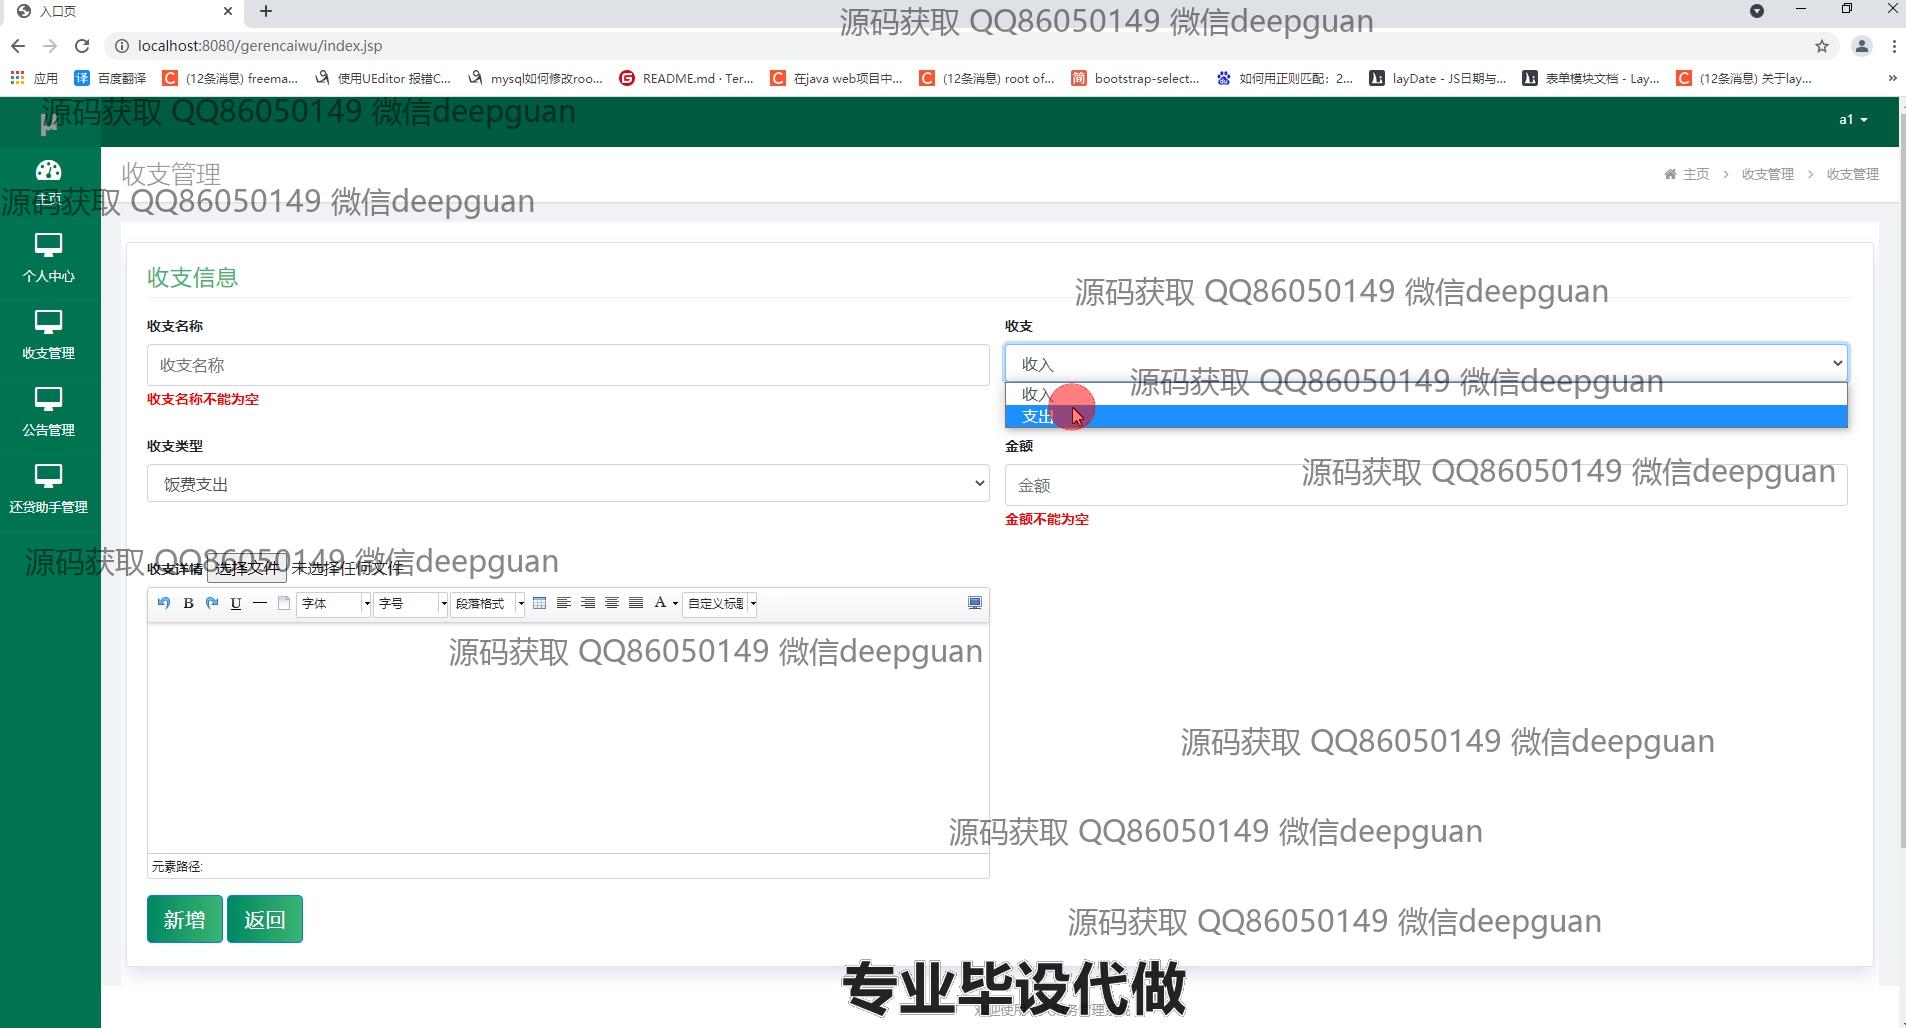 入口页
源码获取 QQ86050149 微信deepguan
localhost:8080/gerencaiwu/index.jsp
应用 百度翻译 (12条消息) freema... 使用UEditor 报错C... mysql如何修改roo... README.md · Ter... 在java web项目中... (12条消息) root of... bootstrap-select... 如何用正则匹配：2... layDate - JS日期与... 表单模块文档 - Lay... (12条消息) 关于lay...
源码获取 QQ86050149 微信deepguan
μ
a1
收支管理
主页 > 收支管理 > 收支管理
主页
源码获取 QQ86050149 微信deepguan
个人中心
收支管理
公告管理
还贷助手管理
收支信息
源码获取 QQ86050149 微信deepguan
收支名称
收支
收支名称
收入
源码获取 QQ86050149 微信deepguan
收支名称不能为空
收入
支出
收支类型
金额
饭费支出
金额
源码获取 QQ86050149 微信deepguan
金额不能为空
源码获取 QQ86050149 微信deepguan
收支详情 选择文件 未选择任何文件
B U 字体 字号 段落格式 A 自定义标题
源码获取 QQ86050149 微信deepguan
源码获取 QQ86050149 微信deepguan
源码获取 QQ86050149 微信deepguan
元素路径:
新增 返回
源码获取 QQ86050149 微信deepguan
专业毕设代做